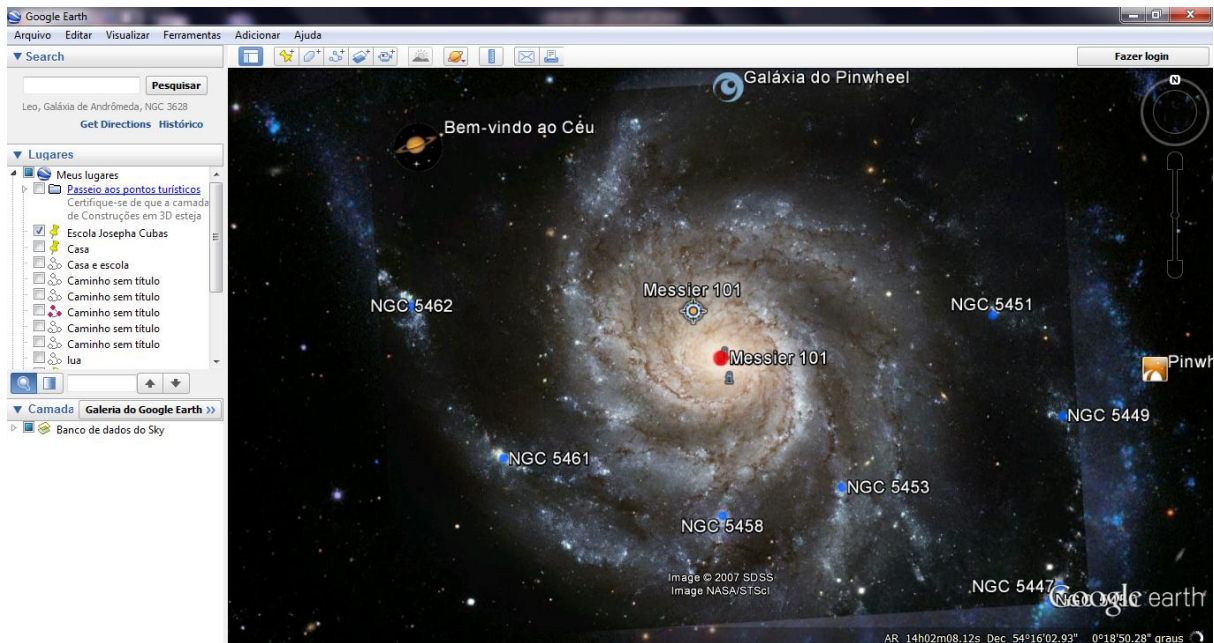 Google Earth
Arquivo Editar Visualizar Ferramentas Adicionar Ajuda
Search
Pesquisar
Leo, Galáxia de Andrômeda, NGC 3628
Get Directions Histórico
Lugares
Meus lugares
Passeio aos pontos turísticos
Certifique-se de que a camada
de Construções em 3D esteja
Escola Josepha Cubas
Casa
Casa e escola
Caminho sem título
Caminho sem título
Caminho sem título
Caminho sem título
Caminho sem título
lua
Camada Galeria do Google Earth >>
Banco de dados do Sky
Fazer login
N
Galáxia do Pinwheel
Bem-vindo ao Céu
Messier 101
NGC 5462
NGC 5451
Messier 101
Pinwh
NGC 5449
NGC 5461
NGC 5453
NGC 5458
Image © 2007 SDSS
Image NASA/STScI
NGC 5447
Google earth
AR 14h02m08.12s Dec 54º16'02.93" 0º18'50.28" graus